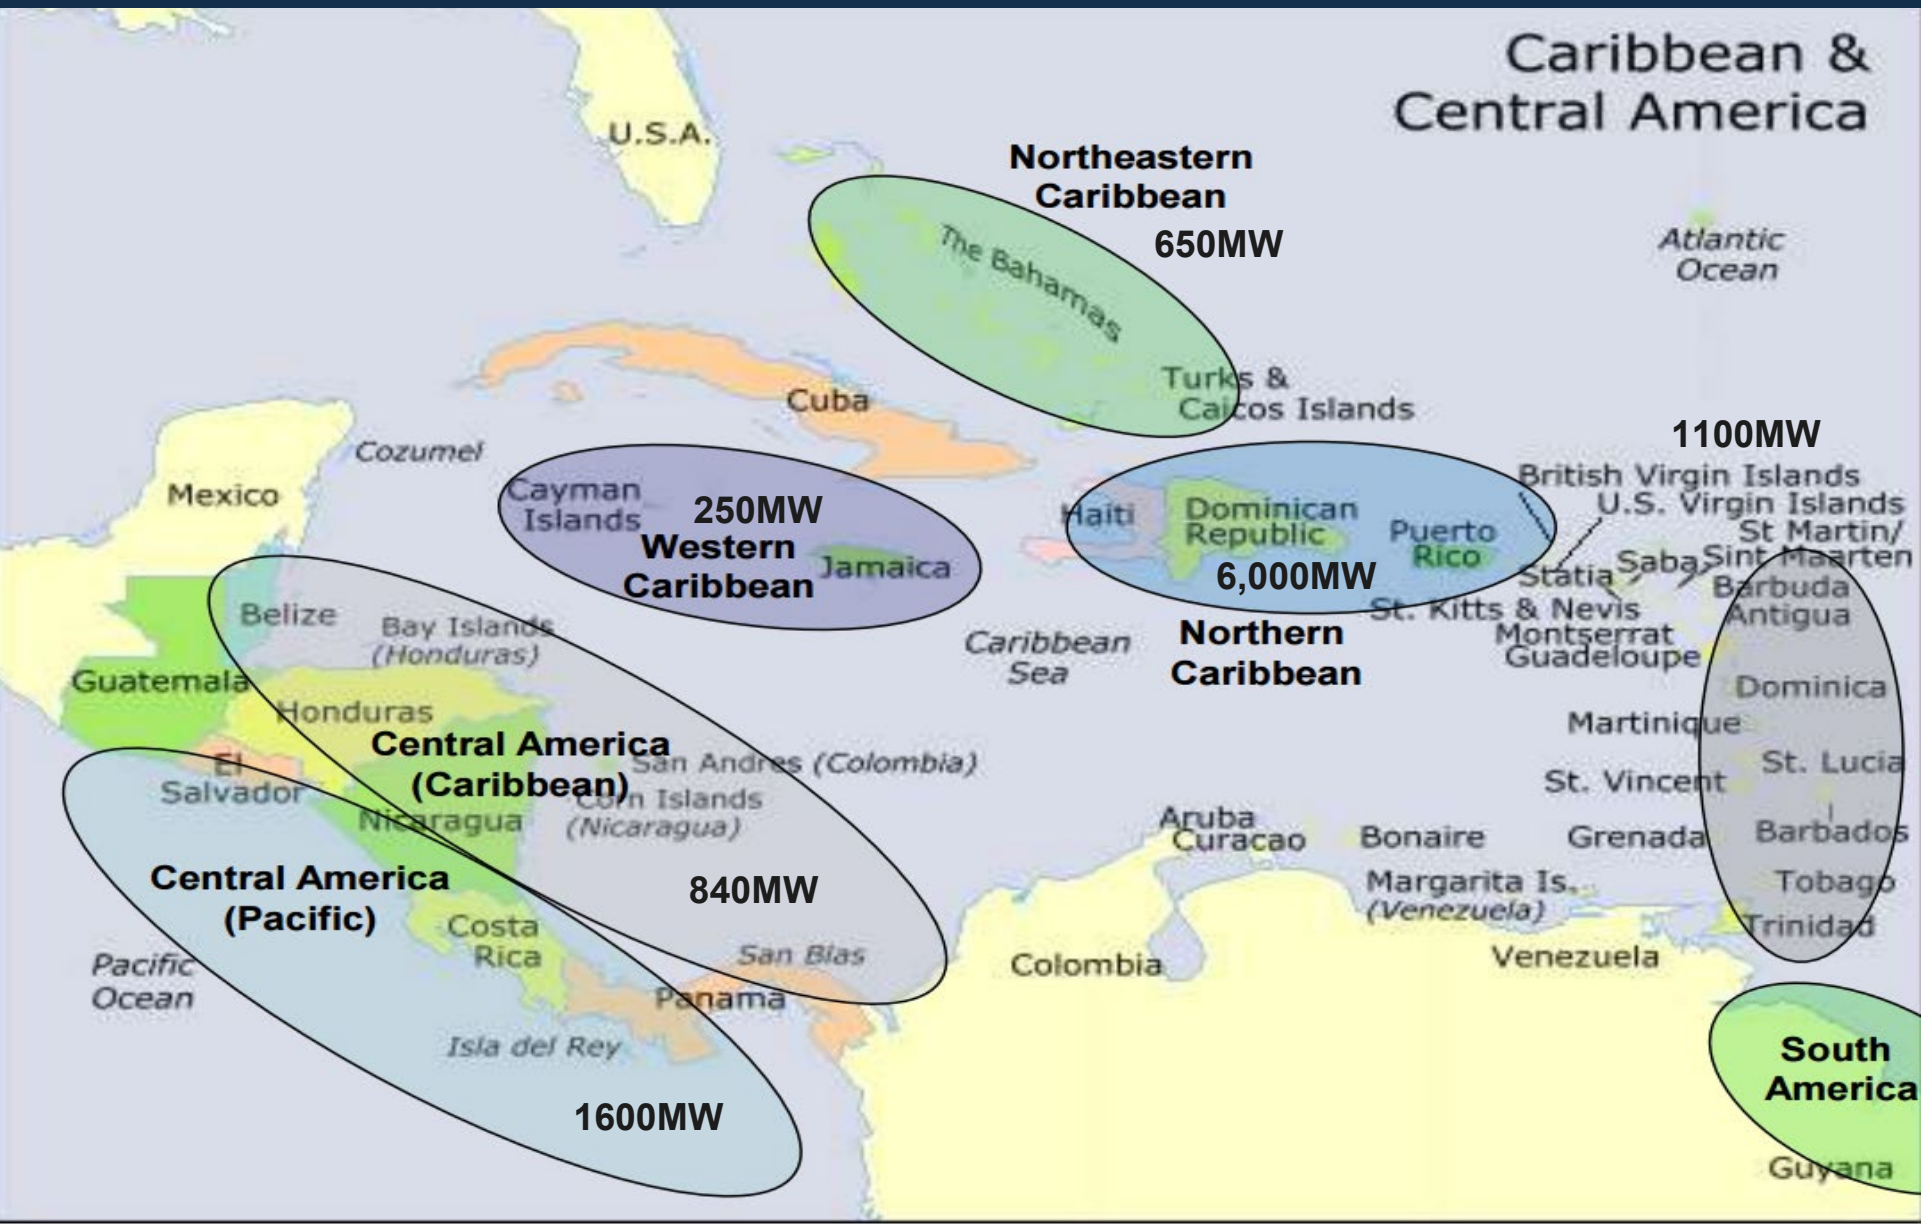 Caribbean &
Central America
U.S.A.
Northeastern
Caribbean
650MW
The Bahamas
Atlantic
Ocean
Turks &
Caicos Islands
Cuba
Cozumel
Mexico
1100MW
British Virgin Islands
U.S. Virgin Islands
St Martin/
Sint Maarten
Saba
Statia
Barbuda
Antigua
St. Kitts & Nevis
Montserrat
Guadeloupe
Cayman
Islands
250MW
Western
Caribbean
Jamaica
Haiti
Dominican
Republic
Puerto
Rico
6,000MW
Northern
Caribbean
Caribbean
Sea
Belize
Bay Islands
(Honduras)
Guatemala
Honduras
Central America
(Caribbean)
San Andres (Colombia)
Corn Islands
(Nicaragua)
El
Salvador
Nicaragua
840MW
Dominica
Martinique
St. Lucia
St. Vincent
Aruba
Curacao
Bonaire
Grenada
Barbados
Margarita Is.
(Venezuela)
Tobago
Trinidad
Central America
(Pacific)
Costa
Rica
San Blas
Panama
Pacific
Ocean
Isla del Rey
1600MW
Colombia
Venezuela
South
America
Guyana